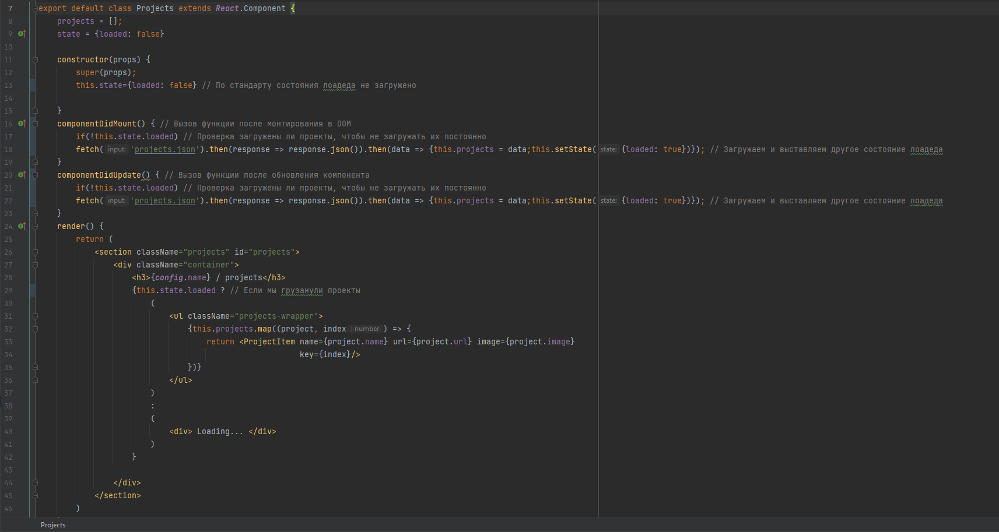 7 export default class Projects extends React.Component {
8 projects = [];
9 state = {loaded: false}
10
11 constructor(props) {
12 super(props);
13 this.state={loaded: false} // По стандарту состояния лоадеда не загружено
14
15 }
16 componentDidMount() { // Вызов функции после монтирования в DOM
17 if(!this.state.loaded) // Проверка загружены ли проекты, чтобы не загружать их постоянно
18 fetch( input: 'projects.json').then(response => response.json()).then(data => {this.projects = data;this.setState( state: {loaded: true})}); // Загружаем и выставляем другое состояние лоадеда
19 }
20 componentDidUpdate() { // Вызов функции после обновления компонента
21 if(!this.state.loaded) // Проверка загружены ли проекты, чтобы не загружать их постоянно
22 fetch( input: 'projects.json').then(response => response.json()).then(data => {this.projects = data;this.setState( state: {loaded: true})}); // Загружаем и выставляем другое состояние лоадеда
23 }
24 render() {
25 return (
26 <section className="projects" id="projects">
27 <div className="container">
28 <h3>{config.name} / projects</h3>
29 {this.state.loaded ? // Если мы грузанули проекты
30 (
31 <ul className="projects-wrapper">
32 {this.projects.map((project, index : number ) => {
33 return <ProjectItem name={project.name} url={project.url} image={project.image}
34 key={index}/>
35 })}
36 </ul>
37 )
38 :
39 (
40 <div> Loading... </div>
41 )
42 }
43
44 </div>
45 </section>
46 )
Projects